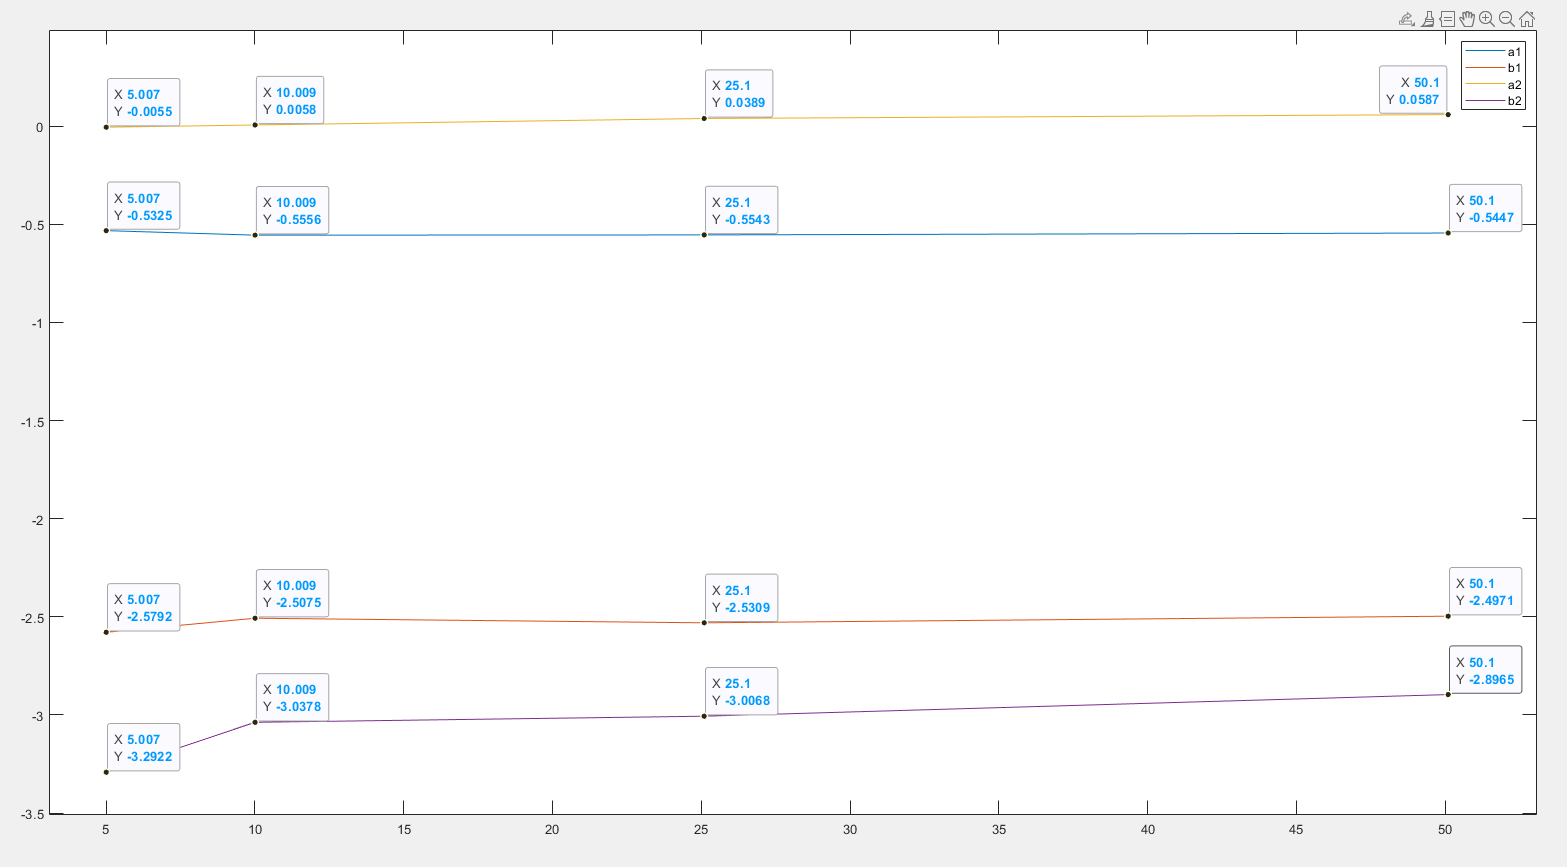 a1
b1
a2
b2
X 5.007
Y -0.0055
X 10.009
Y 0.0058
X 25.1
Y 0.0389
X 50.1
Y 0.0587
0
X 5.007
Y -0.5325
X 10.009
Y -0.5556
X 25.1
Y -0.5543
X 50.1
Y -0.5447
-0.5
-1
-1.5
-2
X 5.007
Y -2.5792
X 10.009
Y -2.5075
X 25.1
Y -2.5309
X 50.1
Y -2.4971
-2.5
X 5.007
Y -3.2922
X 10.009
Y -3.0378
X 25.1
Y -3.0068
X 50.1
Y -2.8965
-3
-3.5
5 10 15 20 25 30 35 40 45 50